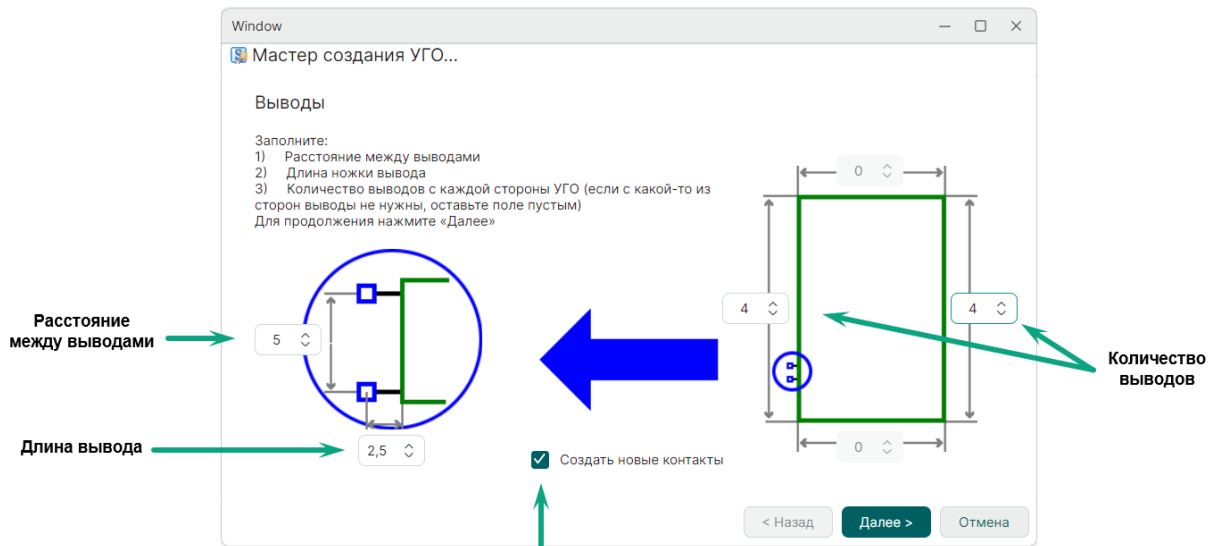 Window
Мастер создания УГО...
Выводы
Заполните:
1) Расстояние между выводами
2) Длина ножки вывода
3) Количество выводов с каждой стороны УГО (если с какой-то из
сторон выводы не нужны, оставьте поле пустым)
Для продолжения нажмите «Далее»
0
4
4
Расстояние
между выводами
5
Количество
выводов
Длина вывода
2,5
0
Создать новые контакты
< Назад
Далее >
Отмена